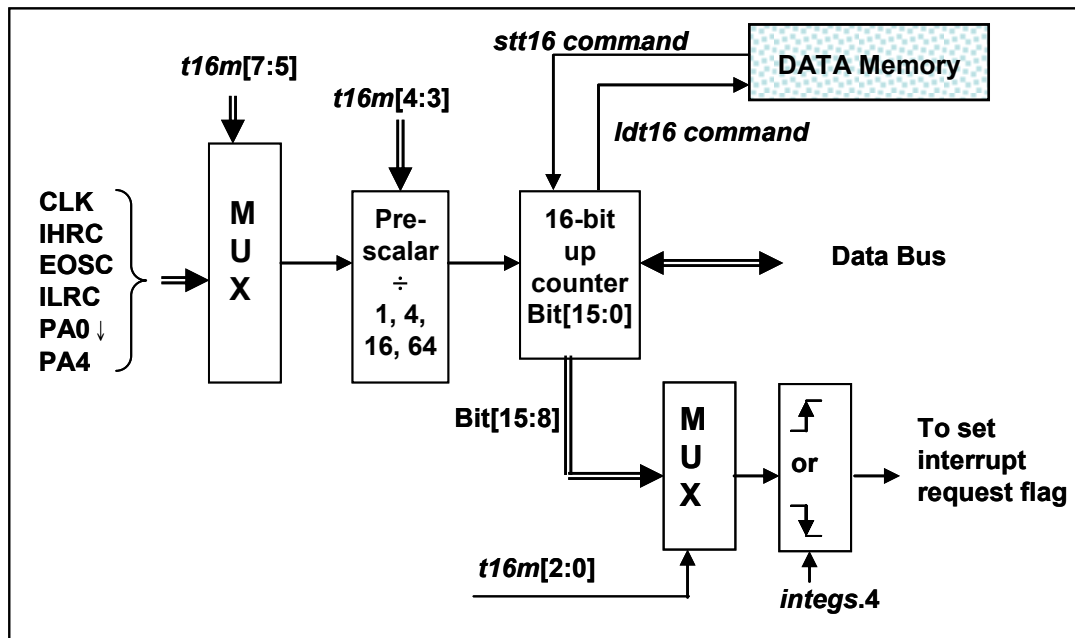 stt16 command
DATA Memory
t16m[7:5]
t16m[4:3]
ldt16 command
CLK
IHRC
EOSC
ILRC
PA0 ↓
PA4
M
U
X
Pre-
scalar
÷
1, 4,
16, 64
16-bit
up
counter
Bit[15:0]
Data Bus
Bit[15:8]
M
U
X
or
To set
interrupt
request flag
t16m[2:0]
integs.4